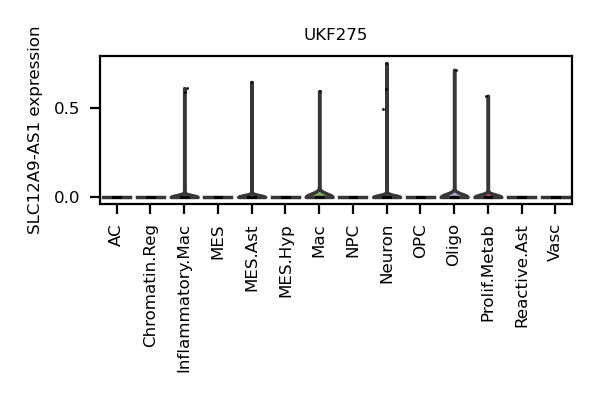 UKF275
SLC12A9-AS1 expression
0.5
0.0
AC
Chromatin.Reg
Inflammatory.Mac
MES
MES.Ast
MES.Hyp
Mac
NPC
Neuron
OPC
Oligo
Prolif.Metab
Reactive.Ast
Vasc